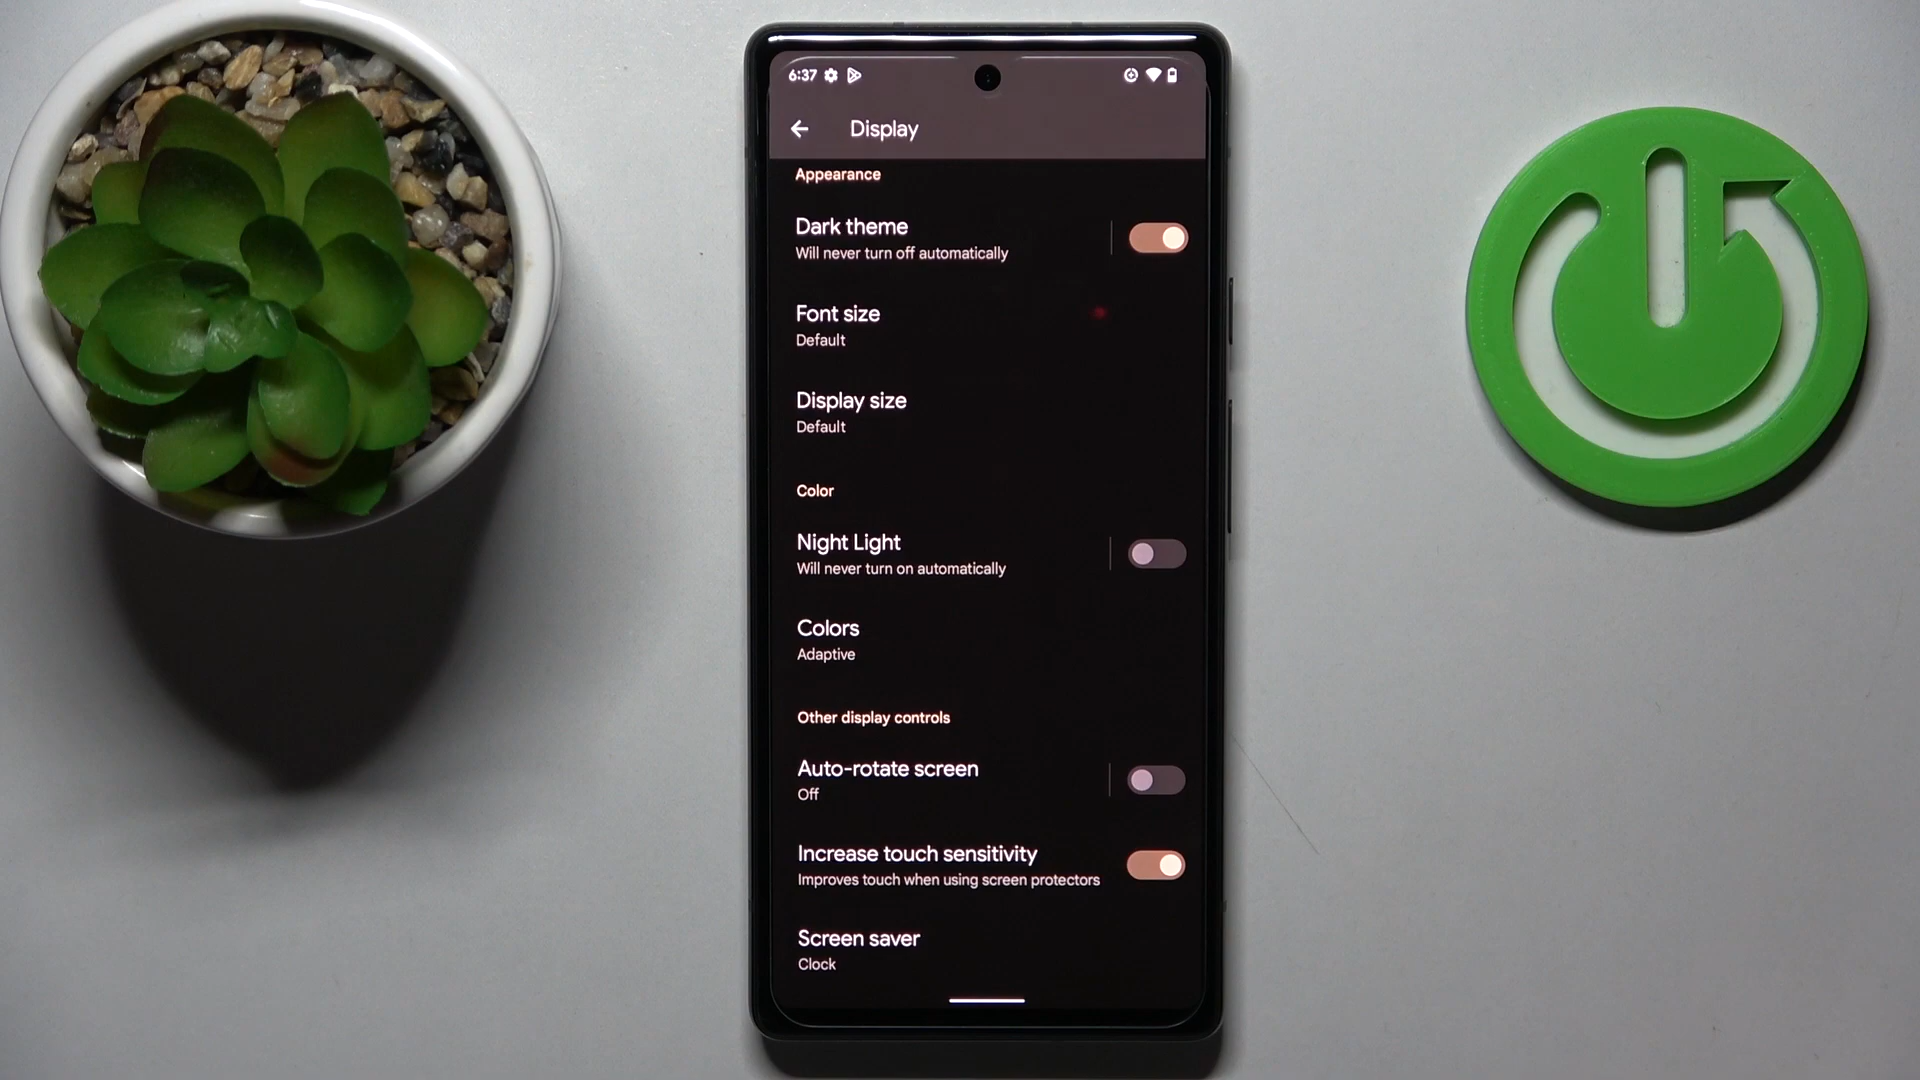 6:37
Display
Appearance
Dark theme
Will never turn off automatically
Font size
Default
Display size
Default
Color
Night Light
Will never turn on automatically
Colors
Adaptive
Other display controls
Auto-rotate screen
Off
Increase touch sensitivity
Improves touch when using screen protectors
Screen saver
Clock